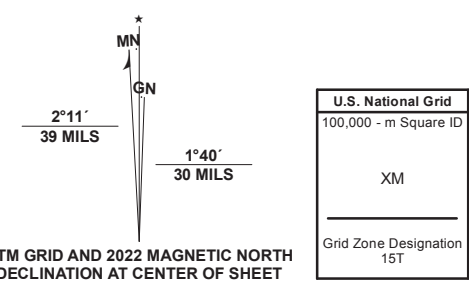 MN
GN
2°11´
39 MILS
1°40´
30 MILS
TM GRID AND 2022 MAGNETIC NORTH
DECLINATION AT CENTER OF SHEET
U.S. National Grid
100,000 - m Square ID
XM
Grid Zone Designation
15T